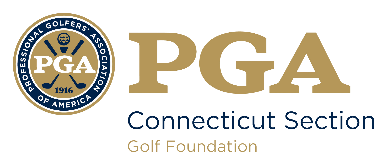 PROFESSIONAL GOLFERS' ASSOCIATION
PGA
1916
OF AMERICA
PGA
Connecticut Section
Golf Foundation